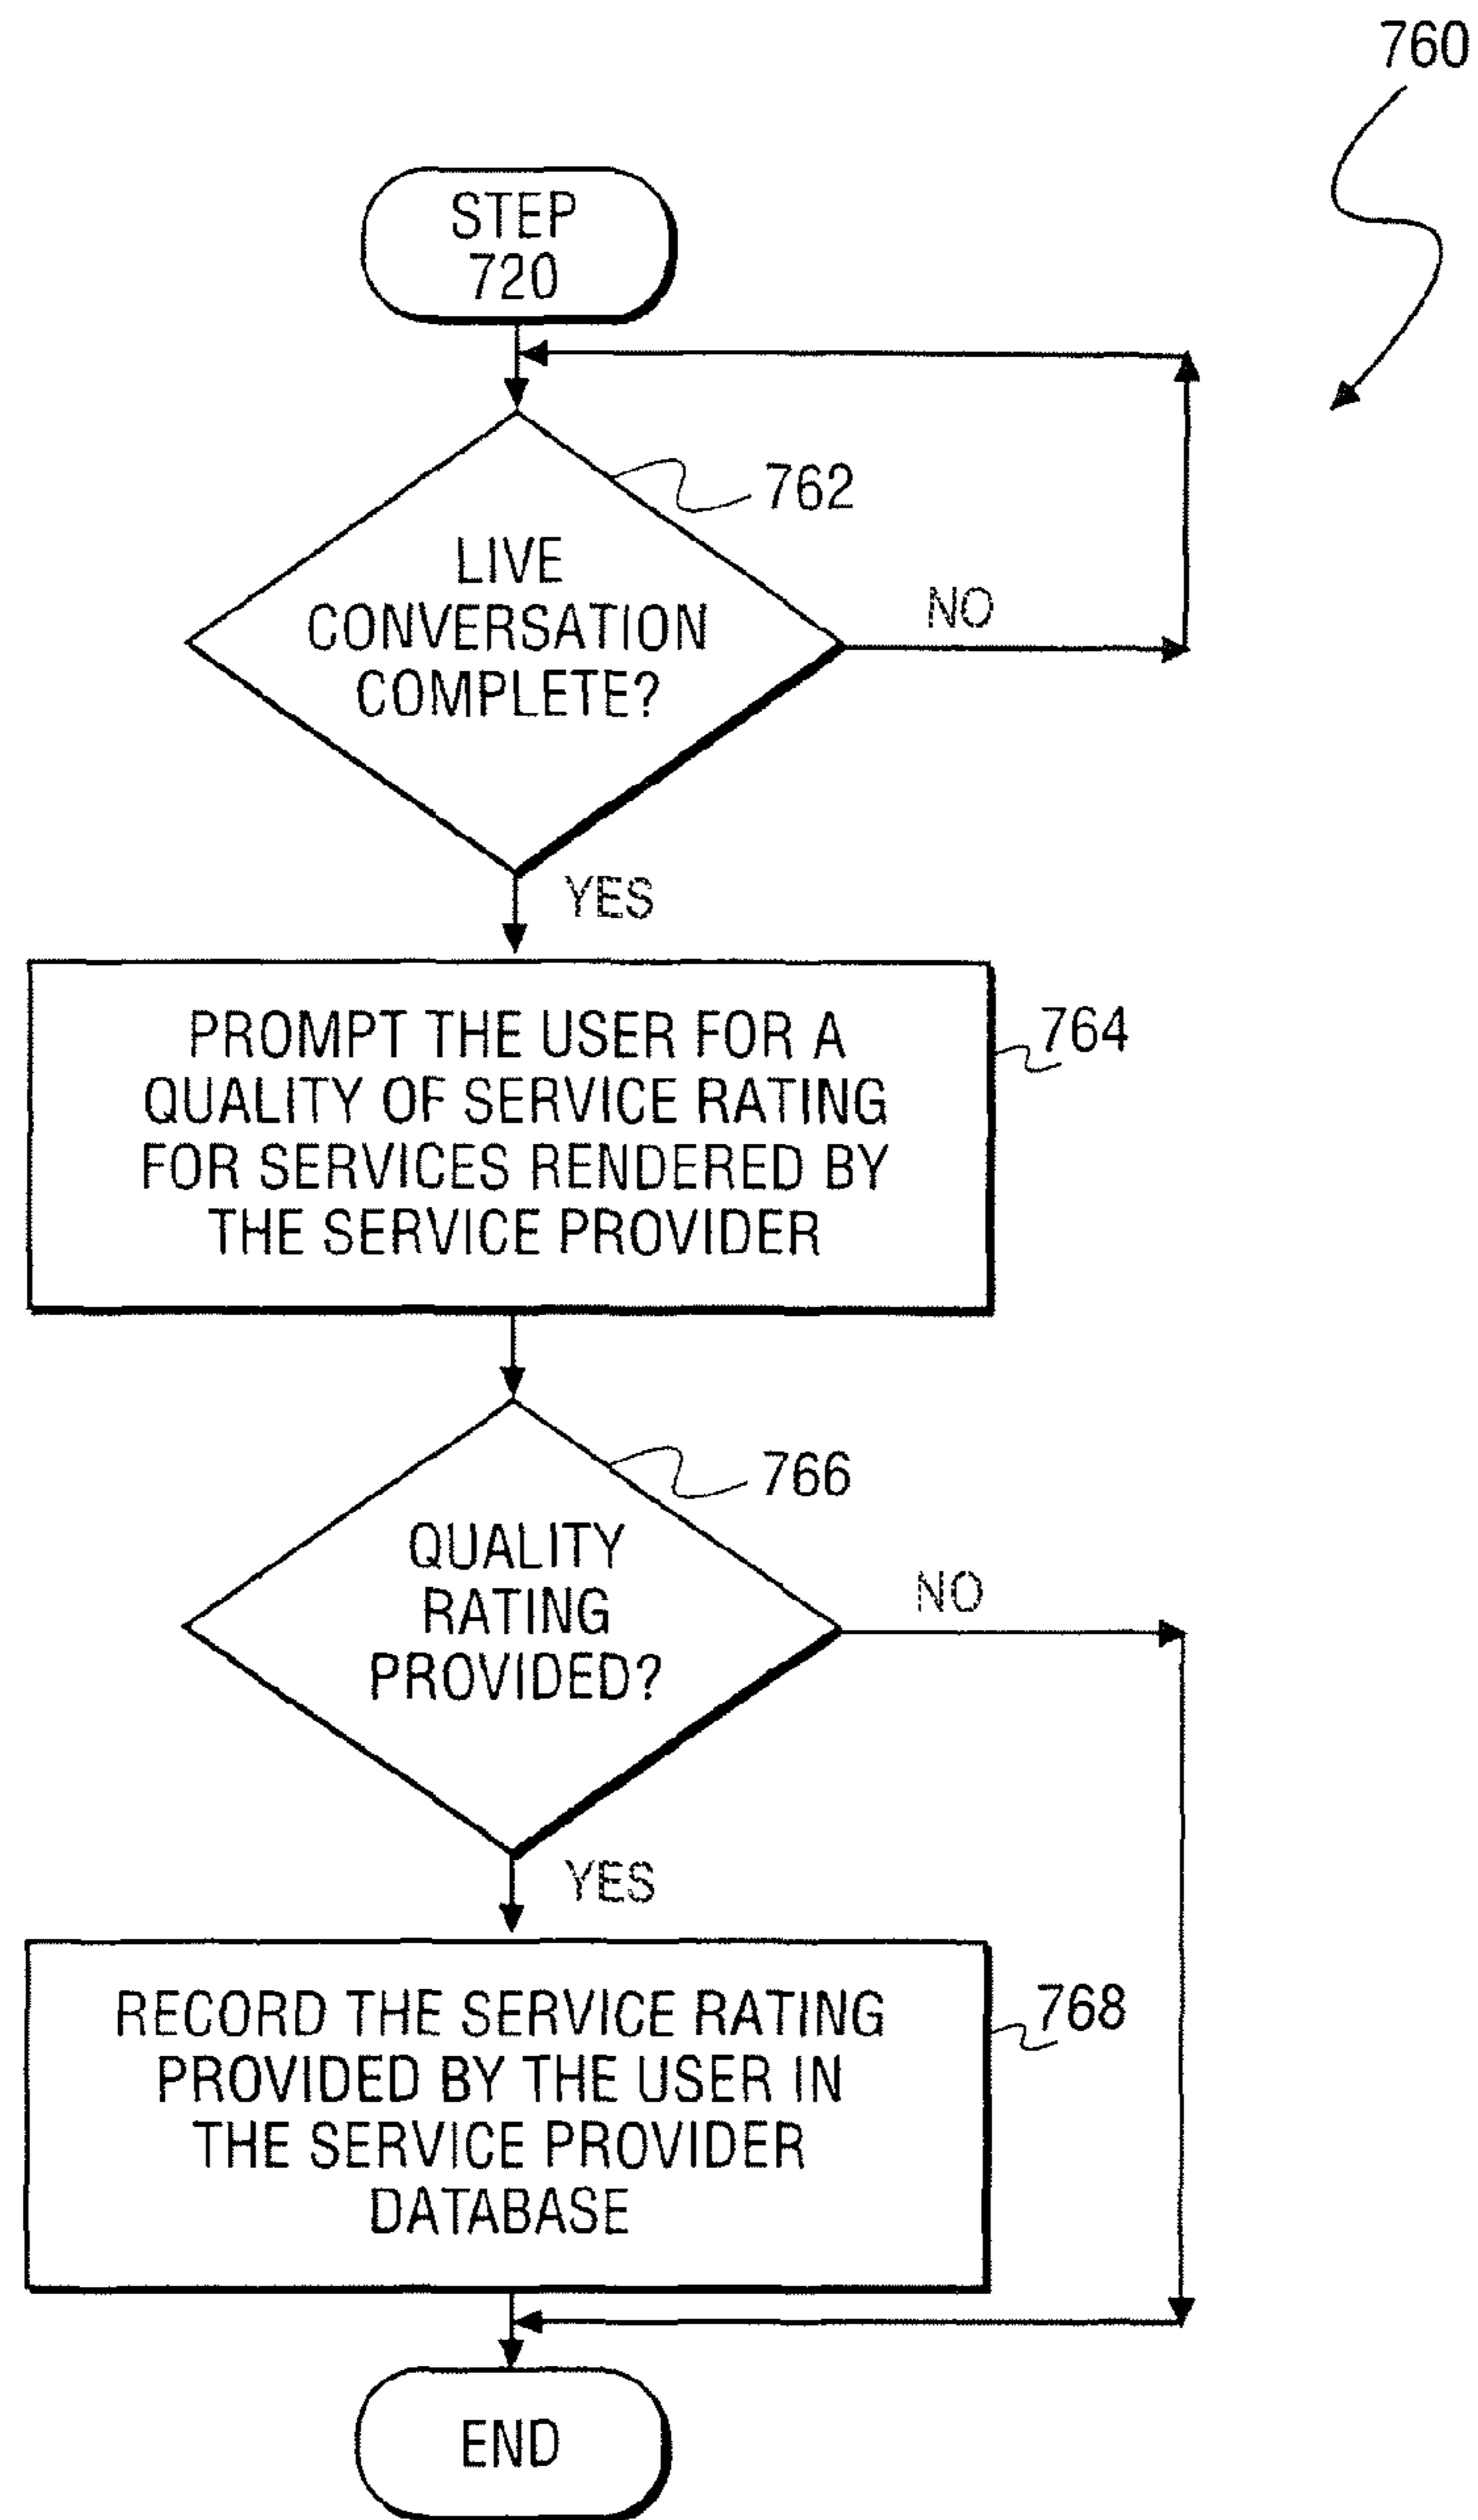 760
STEP
720
762
LIVE
CONVERSATION
COMPLETE?
NO
YES
PROMPT THE USER FOR A
QUALITY OF SERVICE RATING
FOR SERVICES RENDERED BY
THE SERVICE PROVIDER
764
766
QUALITY
RATING
PROVIDED?
NO
YES
RECORD THE SERVICE RATING
PROVIDED BY THE USER IN
THE SERVICE PROVIDER
DATABASE
768
END